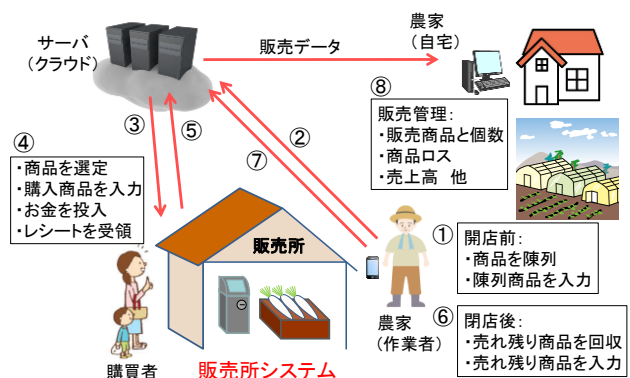 サーバ
（クラウド）
販売データ
農家
（自宅）
⑧
販売管理：
・販売商品と個数
・商品ロス
・売上高 他
③
⑤
②
⑦
④
・商品を選定
・購入商品を入力
・お金を投入
・レシートを受領
販売所
①
開店前：
・商品を陳列
・陳列商品を入力
⑥
閉店後：
・売れ残り商品を回収
・売れ残り商品を入力
農家
（作業者）
購買者
販売所システム